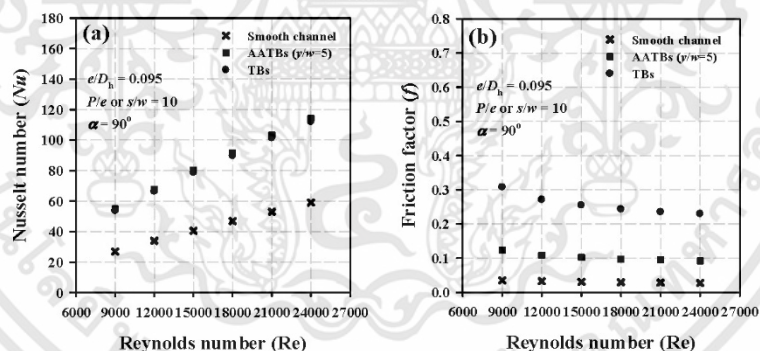 (a)
Smooth channel
AATBs (y/w=5)
TBs
e/Dh = 0.095
P/e or s/w = 10
α = 90°
Nusselt number (Nu)
180
160
140
120
100
80
60
40
20
0
6000 9000 12000 15000 18000 21000 24000 27000
Reynolds number (Re)
(b)
Smooth channel
AATBs (y/w=5)
TBs
e/Dh = 0.095
P/e or s/w = 10
α = 90°
Friction factor (f)
0.8
0.7
0.6
0.5
0.4
0.3
0.2
0.1
0.0
6000 9000 12000 15000 18000 21000 24000 27000
Reynolds number (Re)